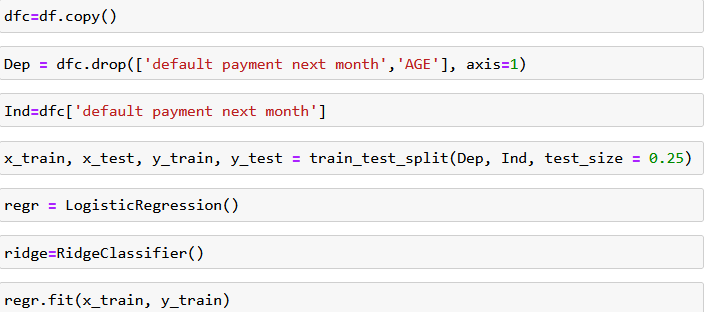 dfc=df.copy()
Dep = dfc.drop(['default payment next month','AGE'], axis=1)
Ind=dfc['default payment next month']
x_train, x_test, y_train, y_test = train_test_split(Dep, Ind, test_size = 0.25)
regr = LogisticRegression()
ridge=RidgeClassifier()
regr.fit(x_train, y_train)